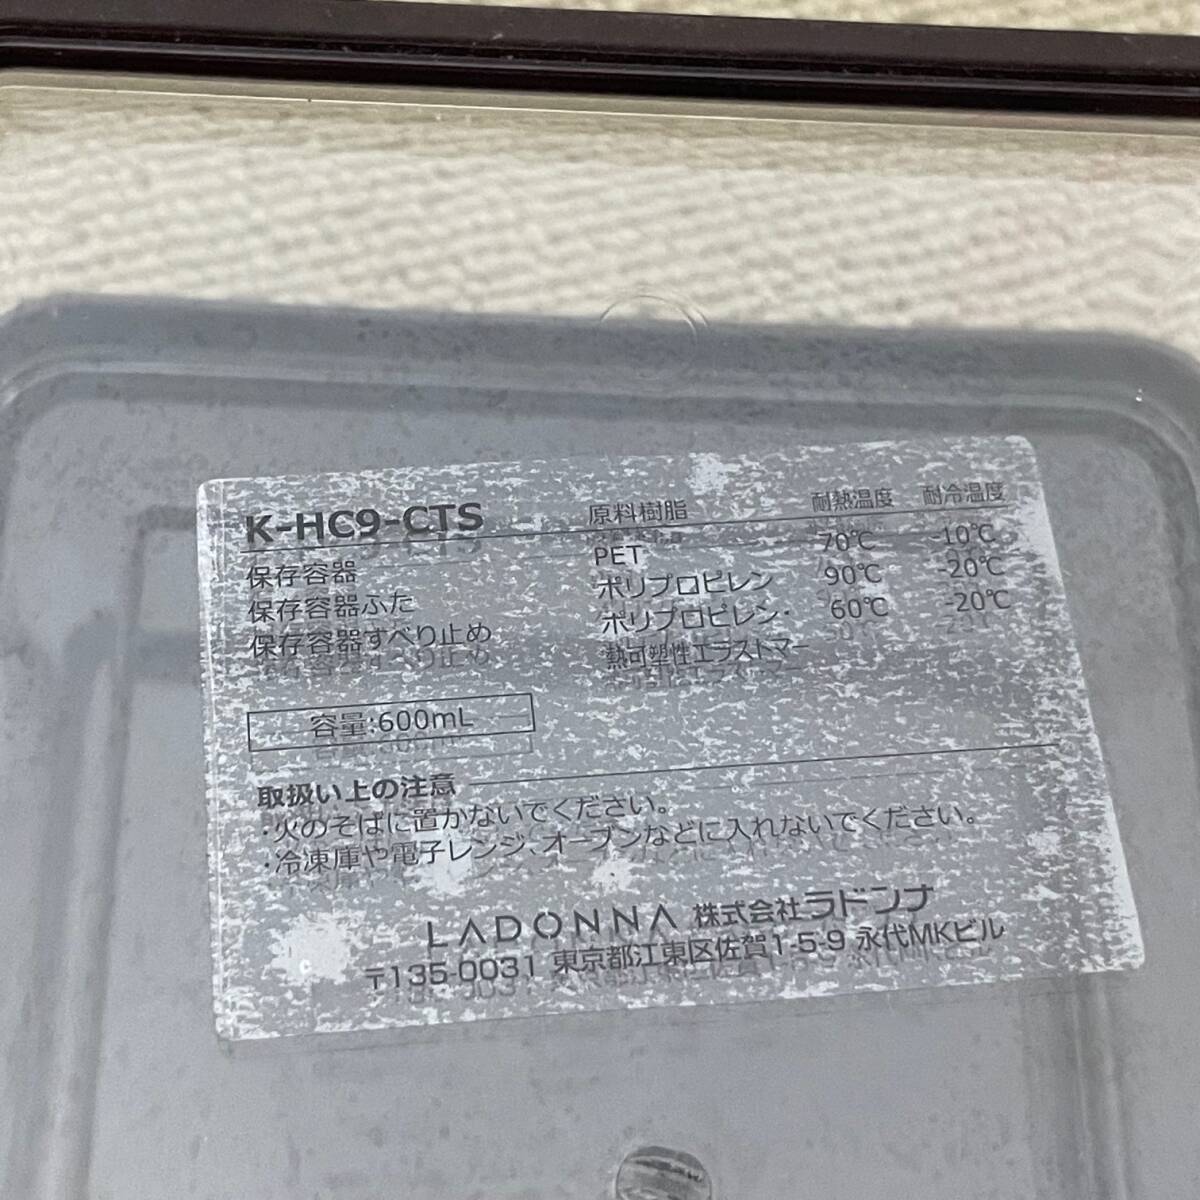 K-HC9-CTS 原料樹脂 耐熱温度 耐冷温度
保存容器 PET 70℃ -10℃
保存容器ふた ポリプロピレン 90℃ -20℃
保存容器すべり止め ポリプロピレン・ 60℃ -20℃
熱可塑性エラストマー
容量:600mL
取扱い上の注意
・火のそばに置かないでください。
・冷凍庫や電子レンジ、オーブンなどに入れないでください。
LADONNA 株式会社ラドンナ
〒135-0031 東京都江東区佐賀1-5-9 永代MKビル